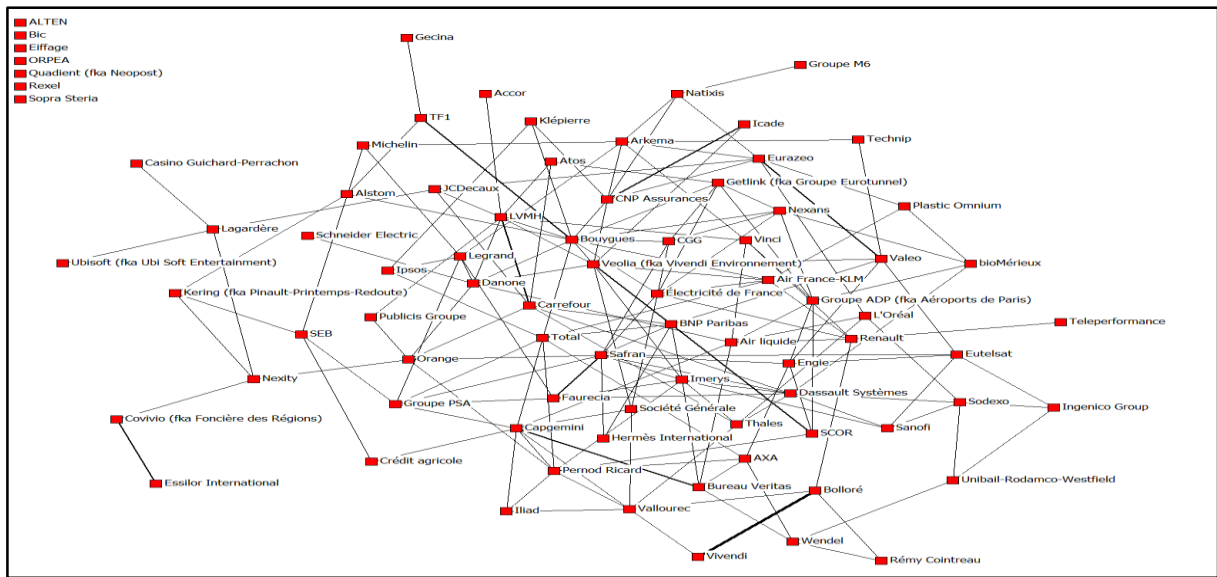 ALTEN
Bic
Eiffage
ORPEA
Quadient (fka Neopost)
Rexel
Sopra Steria
Gecina
Groupe M6
Accor
Natixis
TF1
Klépierre
Icade
Michelin
Arkema
Technip
Casino Guichard-Perrachon
Atos
Eurazeo
Alstom
JCDecaux
Getlink (fka Groupe Eurotunnel)
CNP Assurances
Plastic Omnium
LVMH
Nexans
Lagardère
Schneider Electric
Bouygues
CGG
Vinci
Ubisoft (fka Ubi Soft Entertainment)
Ipsos
Legrand
Veolia (fka Vivendi Environnement)
Valeo
bioMérieux
Danone
Air France-KLM
Kering (fka Pinault-Printemps-Redoute)
Électricité de France
Carrefour
Groupe ADP (fka Aéroports de Paris)
Publicis Groupe
L'Oréal
BNP Paribas
Teleperformance
SEB
Total
Air liquide
Renault
Orange
Safran
Engie
Eutelsat
Nexity
Imerys
Dassault Systèmes
Groupe PSA
Faurecia
Société Générale
Sodexo
Ingenico Group
Covivio (fka Foncière des Régions)
Capgemini
Hermès International
Thales
SCOR
Sanofi
Crédit agricole
Pernod Ricard
AXA
Essilor International
Bureau Veritas
Bolloré
Unibail-Rodamco-Westfield
Iliad
Vallourec
Wendel
Vivendi
Rémy Cointreau